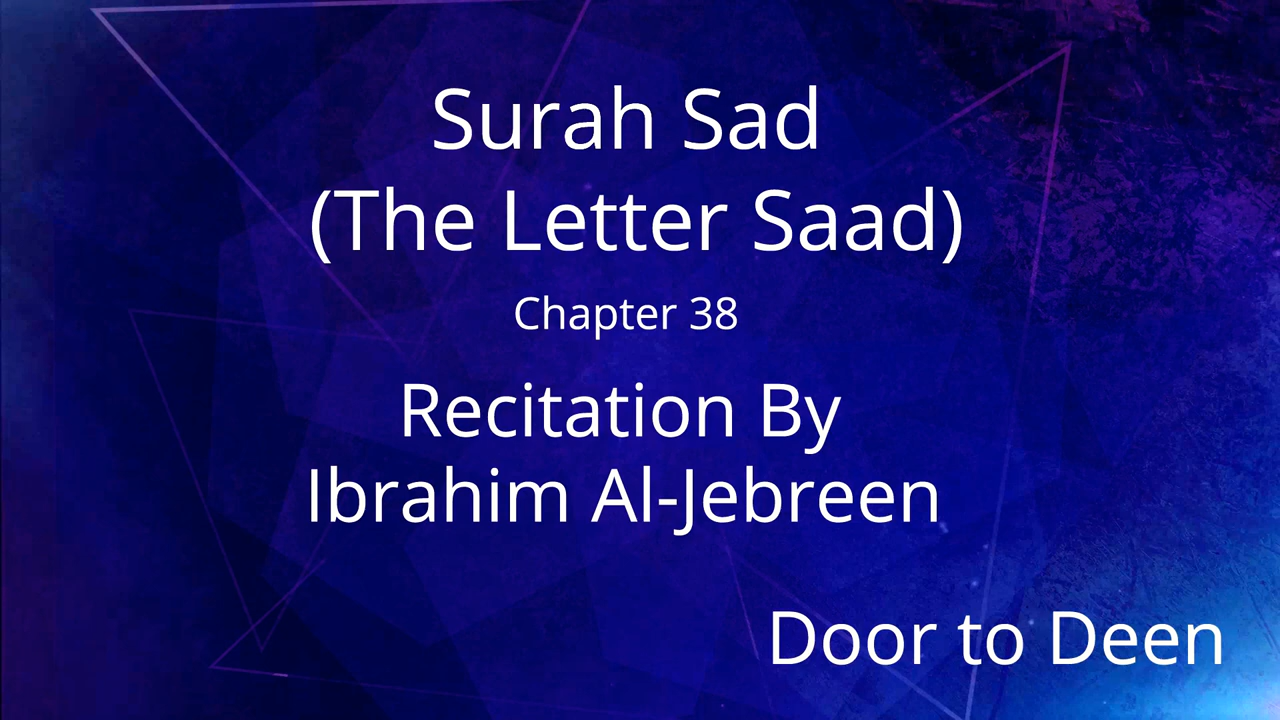 Surah Sad
(The Letter Saad)
Chapter 38
Recitation By
Ibrahim Al-Jebreen
Door to Deen